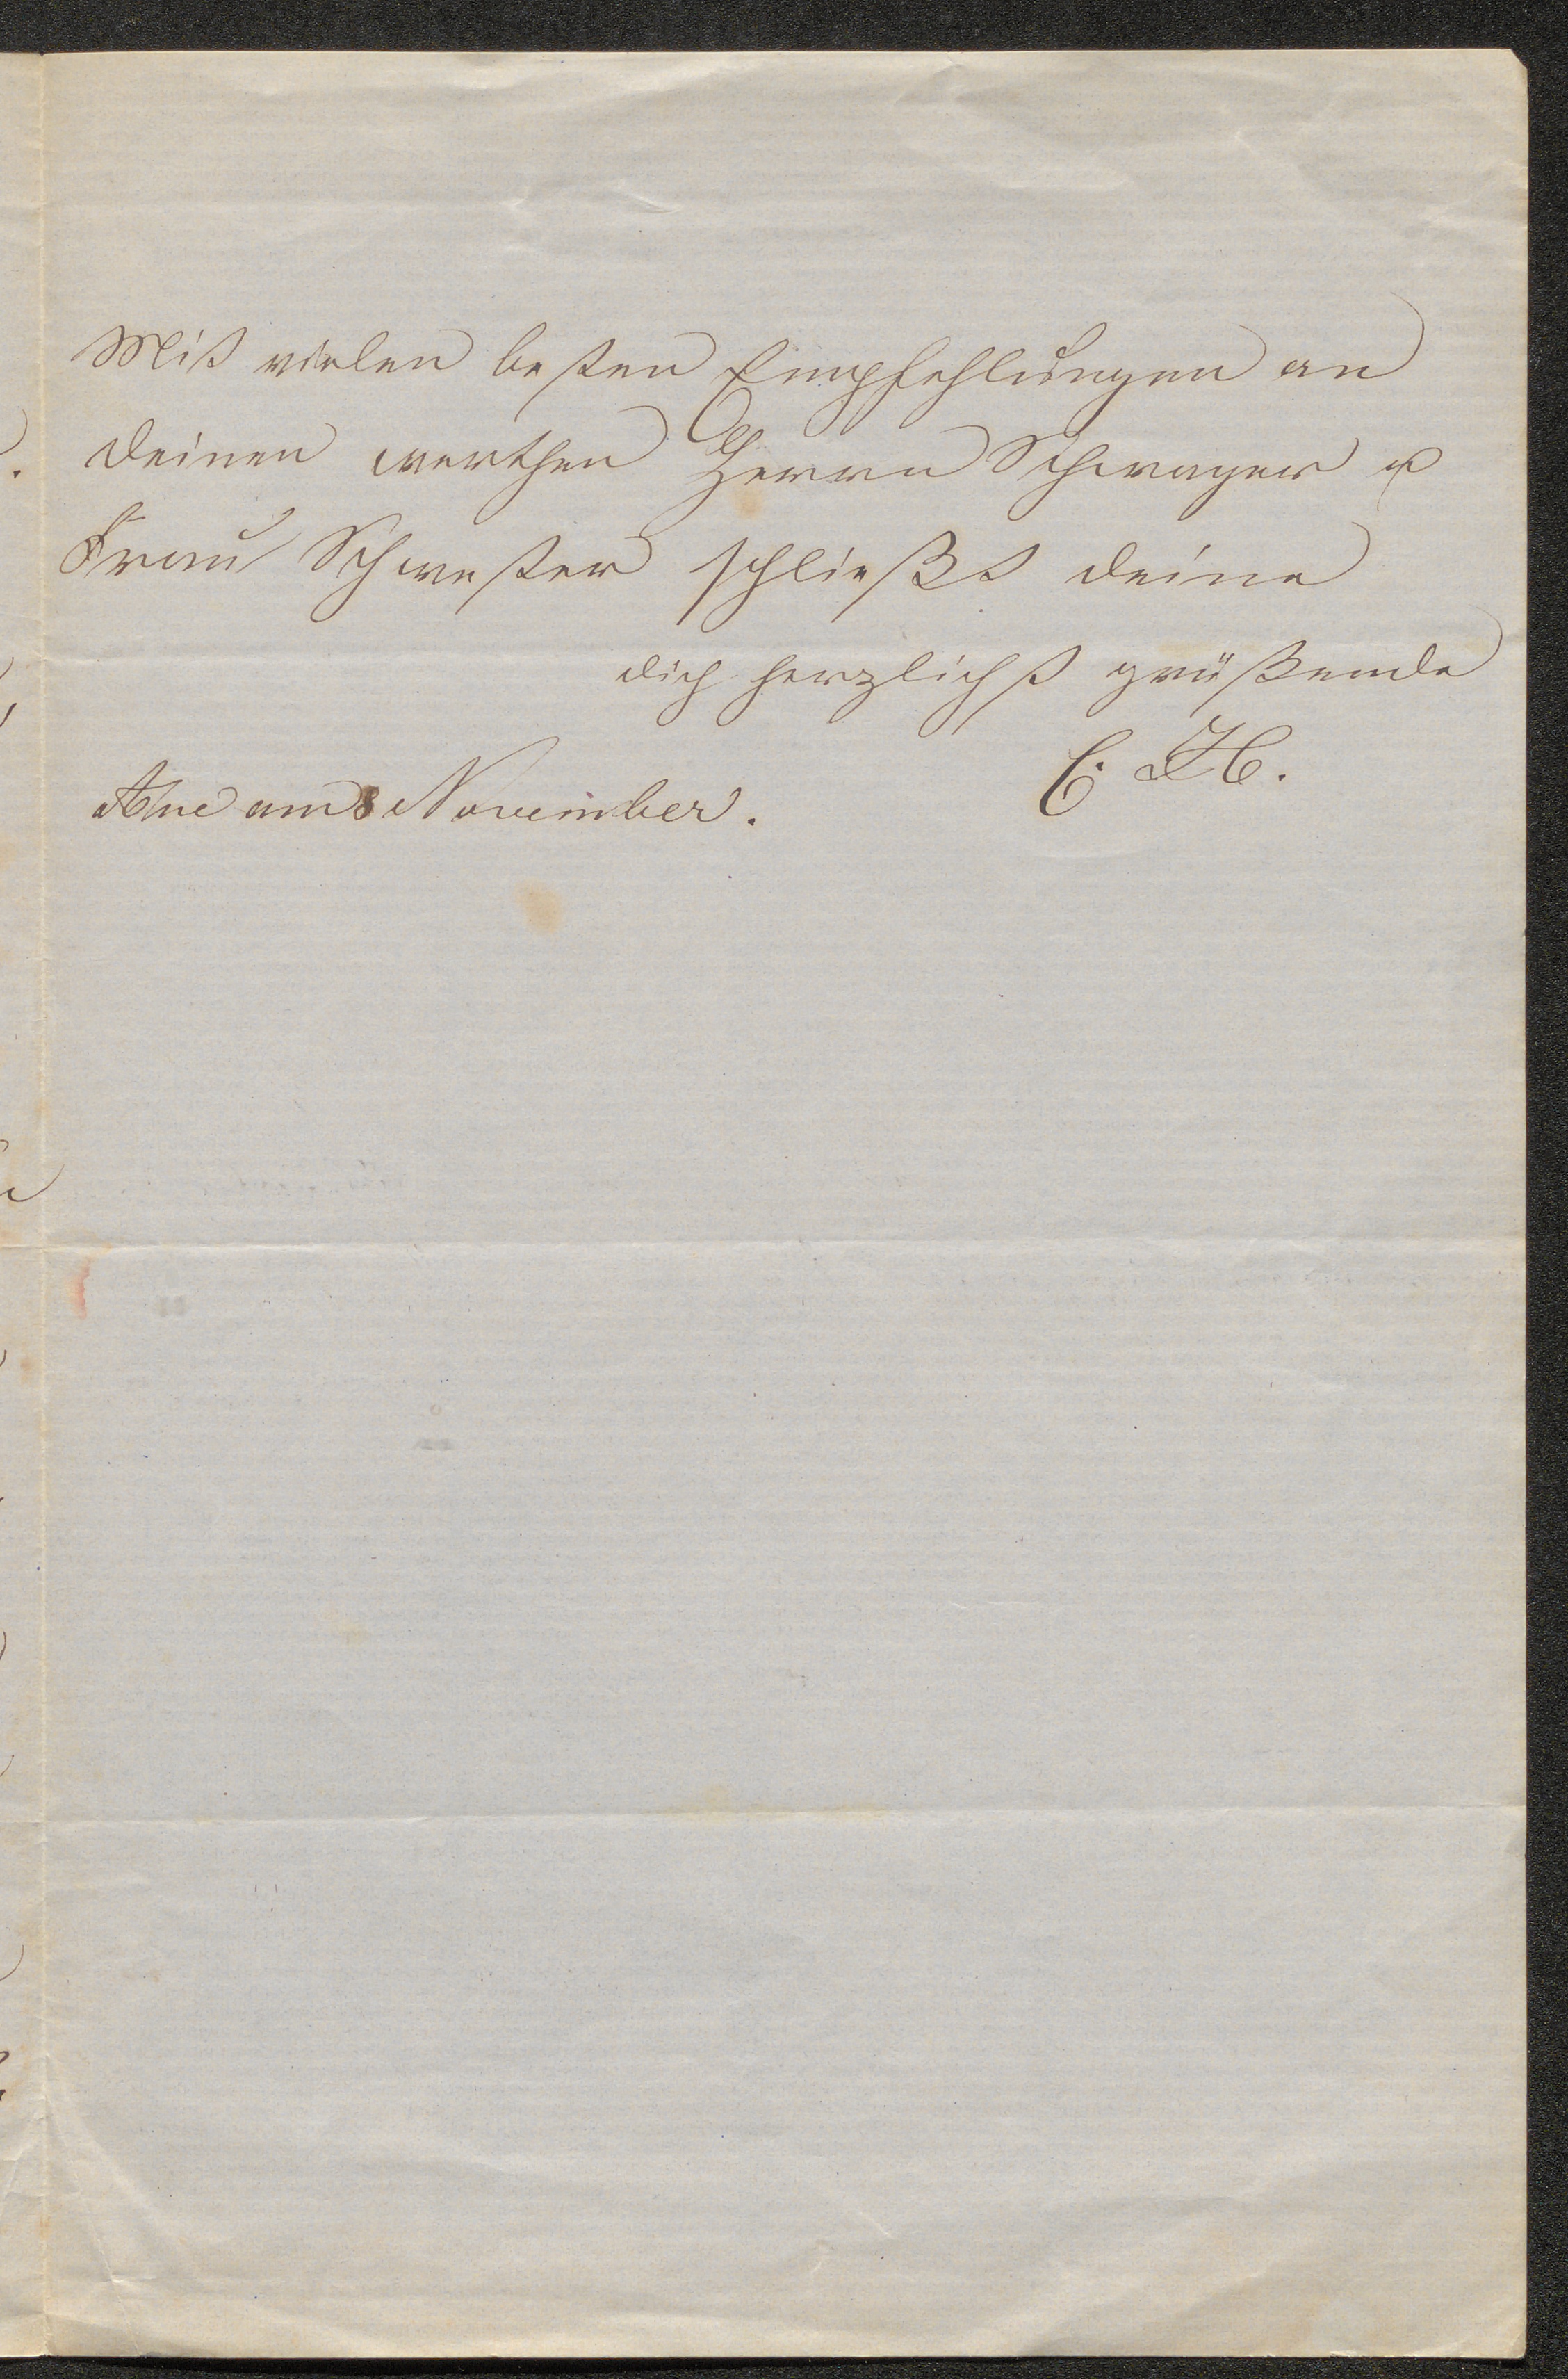 Mit vielen besten Empfehlungen an
deinen werthen Herrn Schwager u
Frau Schwester schließt deine
dich herzlichst grüßende
C. H.
Aue am 8 November.